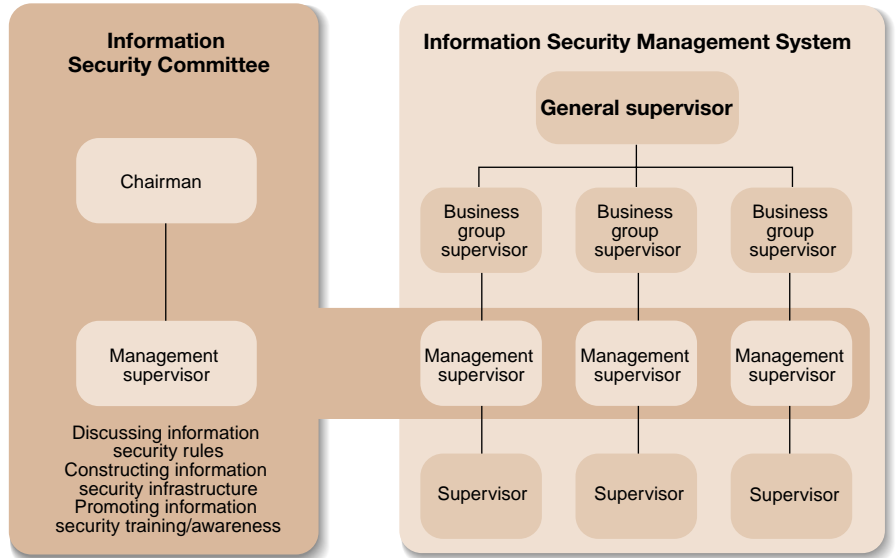 Information
Security Committee
Chairman
Management
supervisor
Discussing information
security rules
Constructing information
security infrastructure
Promoting information
security training/awareness
Information Security Management System
General supervisor
Business
group
supervisor
Business
group
supervisor
Business
group
supervisor
Management
supervisor
Management
supervisor
Management
supervisor
Supervisor
Supervisor
Supervisor